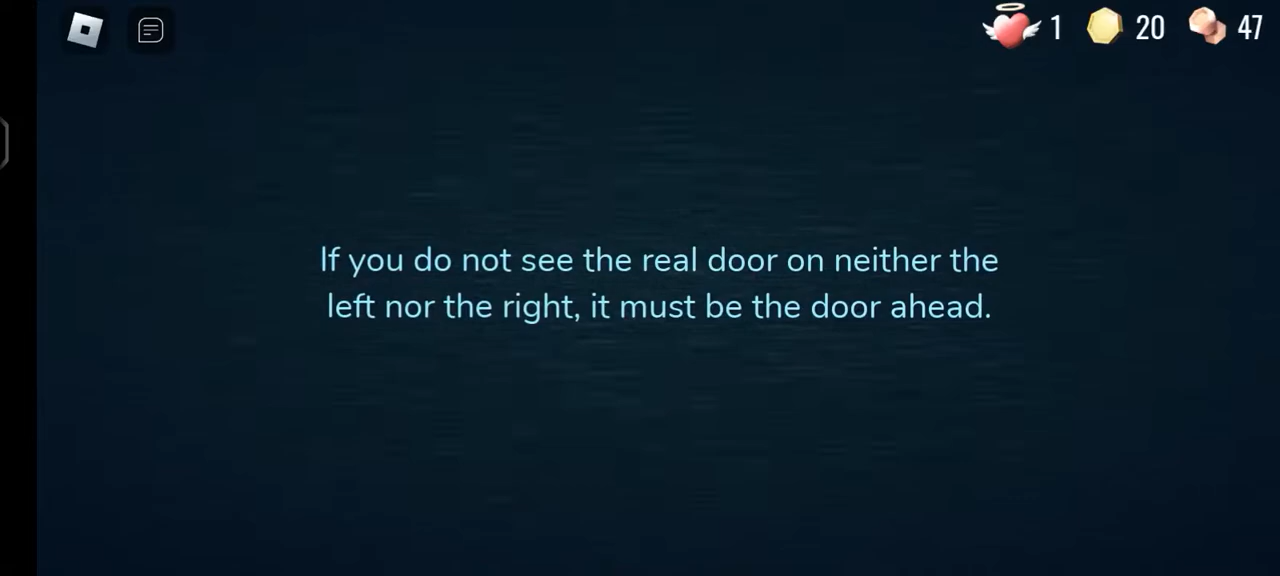 1 20 47
If you do not see the real door on neither the
left nor the right, it must be the door ahead.